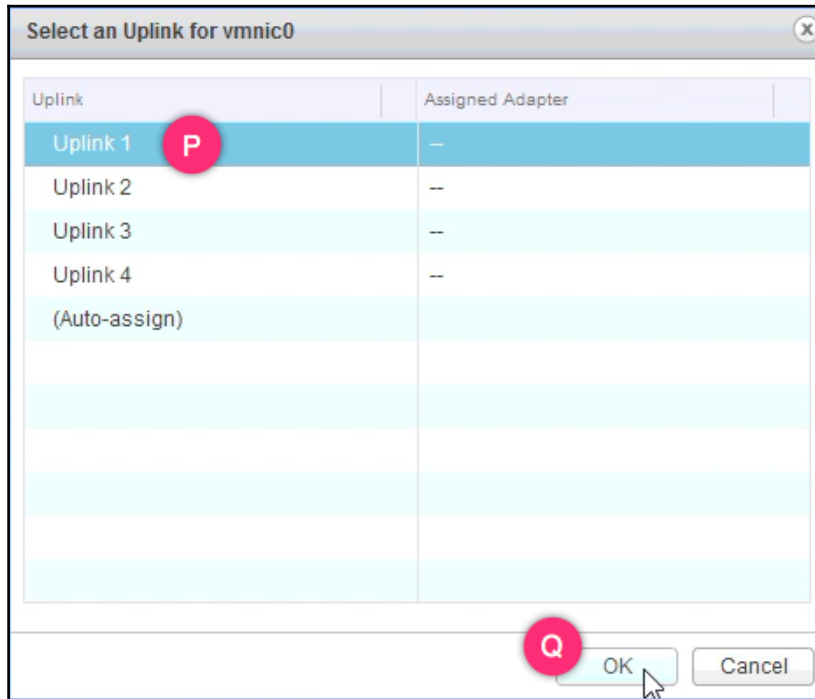 Select an Uplink for vmnic0 x
Uplink Assigned Adapter
Uplink 1 P --
Uplink 2 --
Uplink 3 --
Uplink 4 --
(Auto-assign)
Q OK Cancel